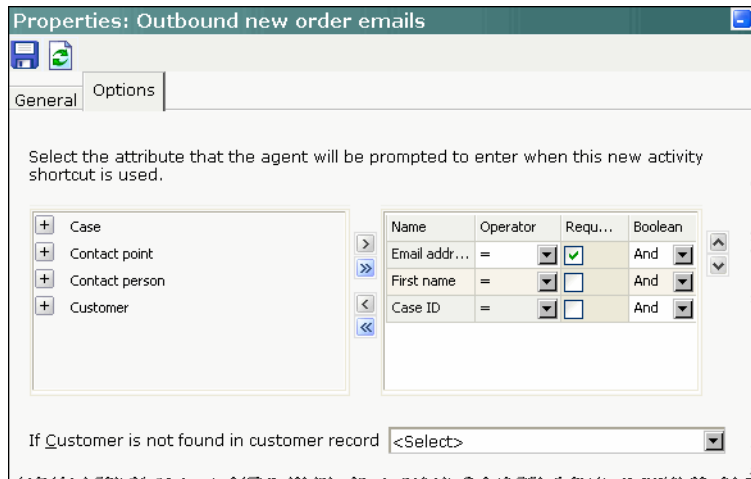 Properties: Outbound new order emails
General Options
Select the attribute that the agent will be prompted to enter when this new activity
shortcut is used.
Case
Contact point
Contact person
Customer
Name Operator Requ... Boolean
Email addr... = And
First name = And
Case ID = And
If Customer is not found in customer record <Select>